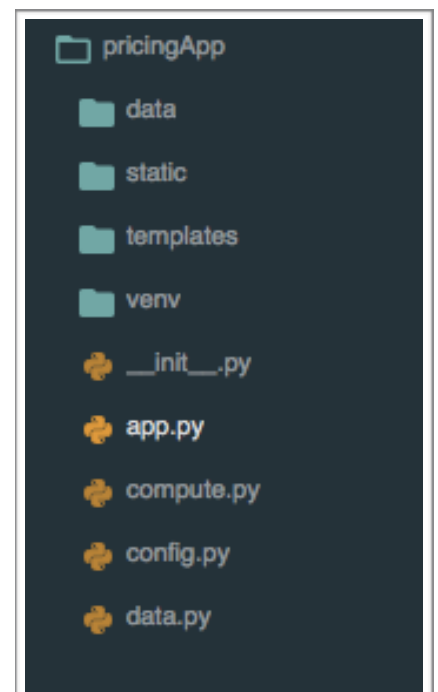 pricingApp
data
static
templates
venv
__init__.py
app.py
compute.py
config.py
data.py